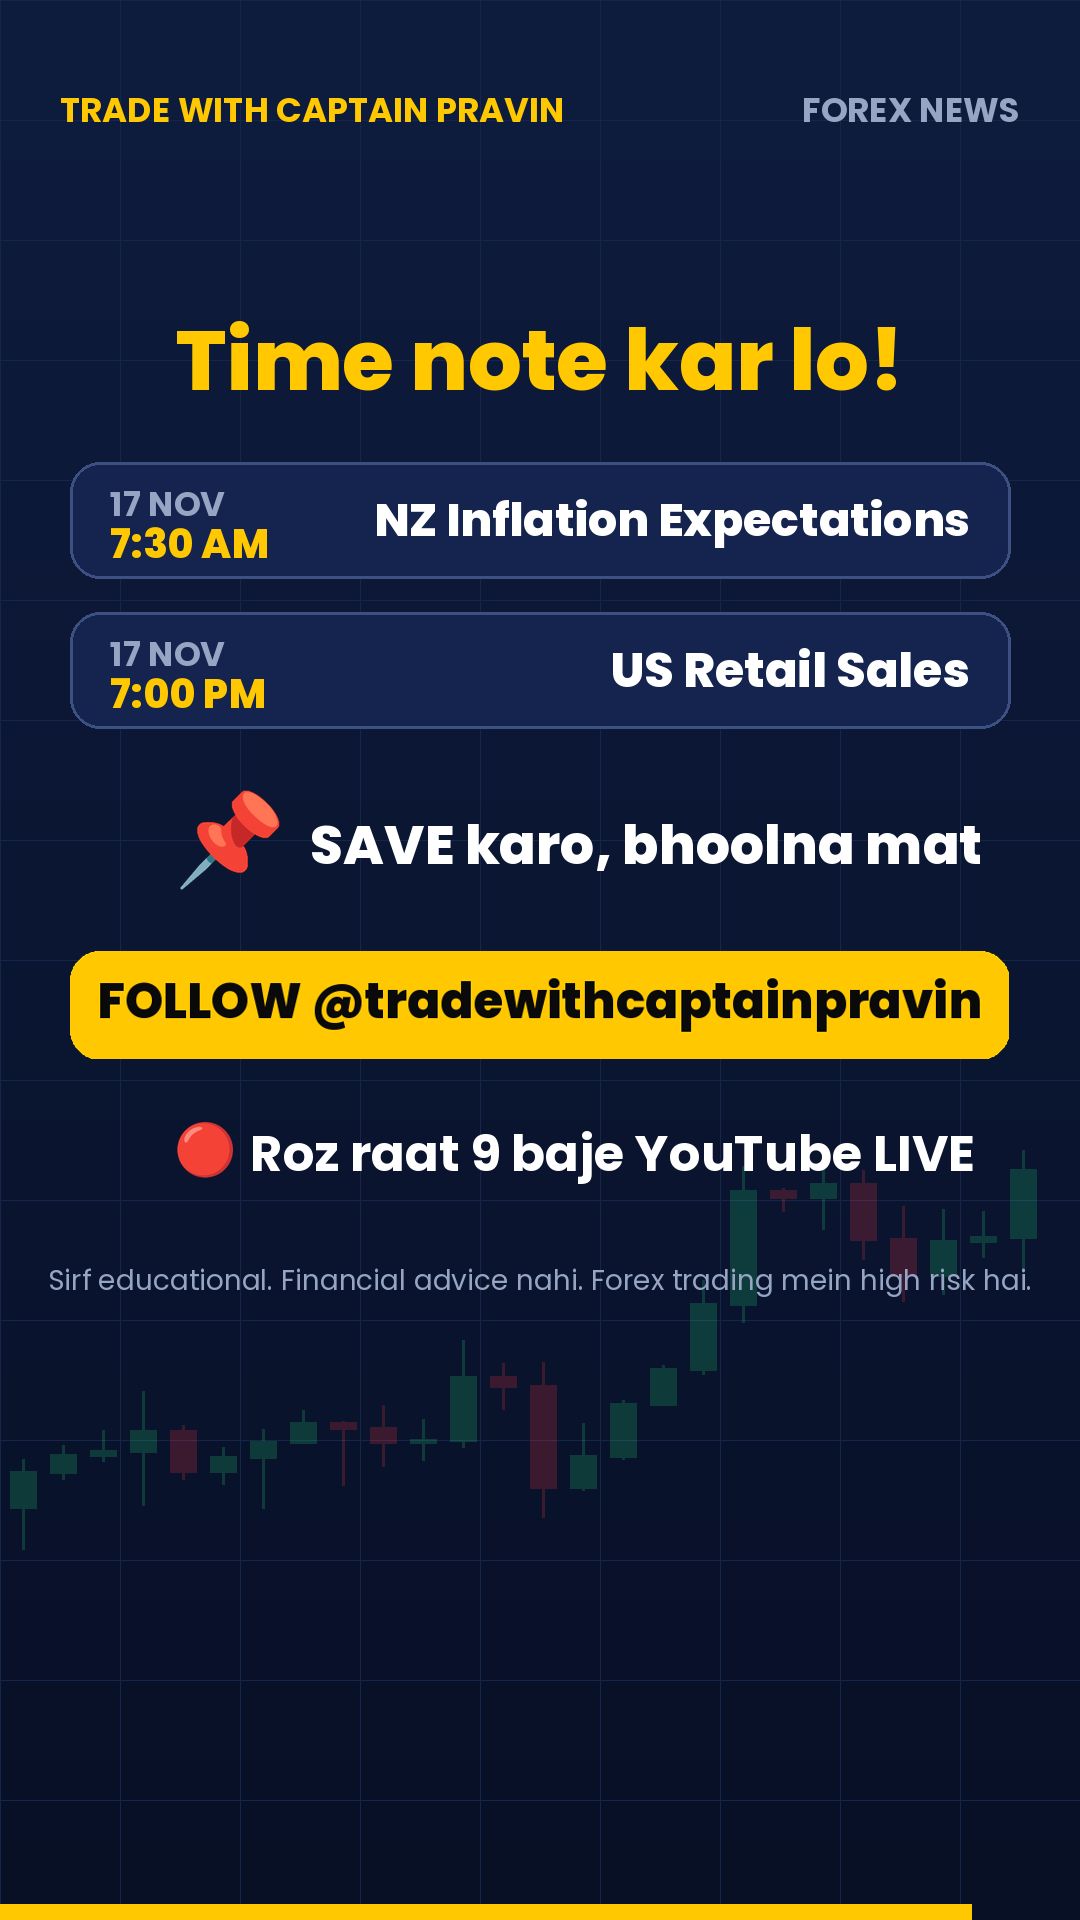 TRADE WITH CAPTAIN PRAVIN
FOREX NEWS
Time note kar lo!
17 NOV
7:30 AM
NZ Inflation Expectations
17 NOV
7:00 PM
US Retail Sales
SAVE karo, bhoolna mat
FOLLOW @tradewithcaptainpravin
Roz raat 9 baje YouTube LIVE
Sirf educational. Financial advice nahi. Forex trading mein high risk hai.